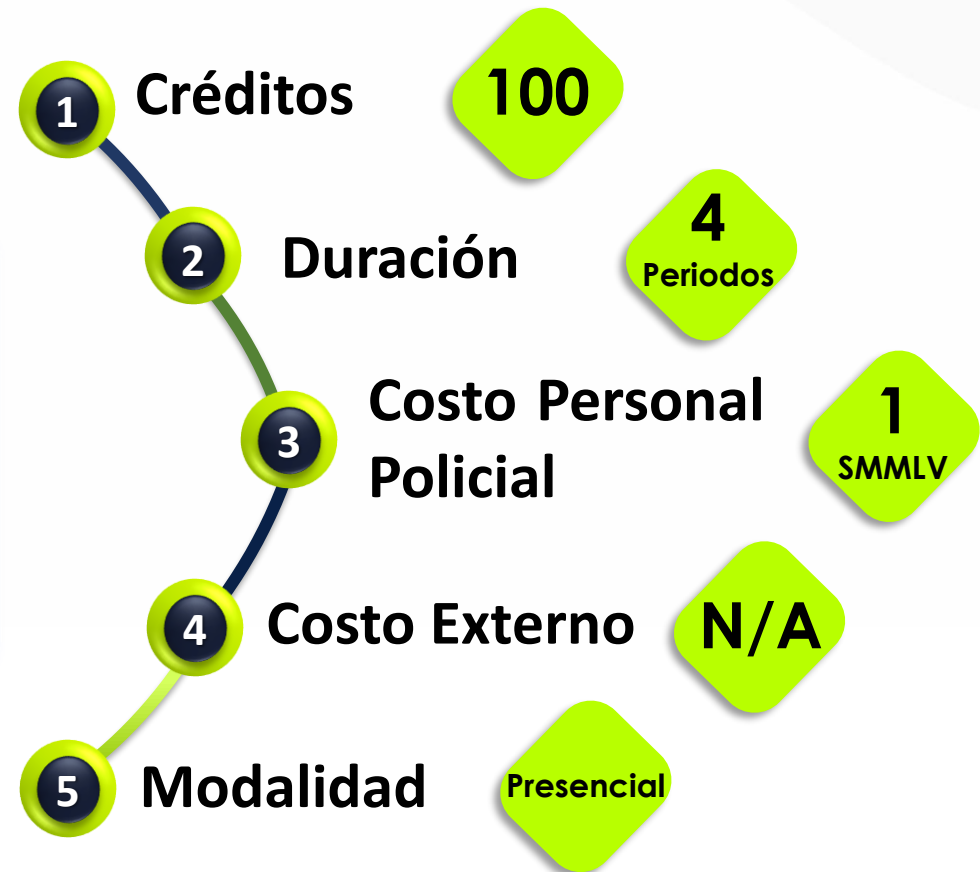 1 Créditos 100
2 Duración 4
Periodos
3 Costo Personal
Policial
1
SMMLV
4 Costo Externo N/A
5 Modalidad Presencial